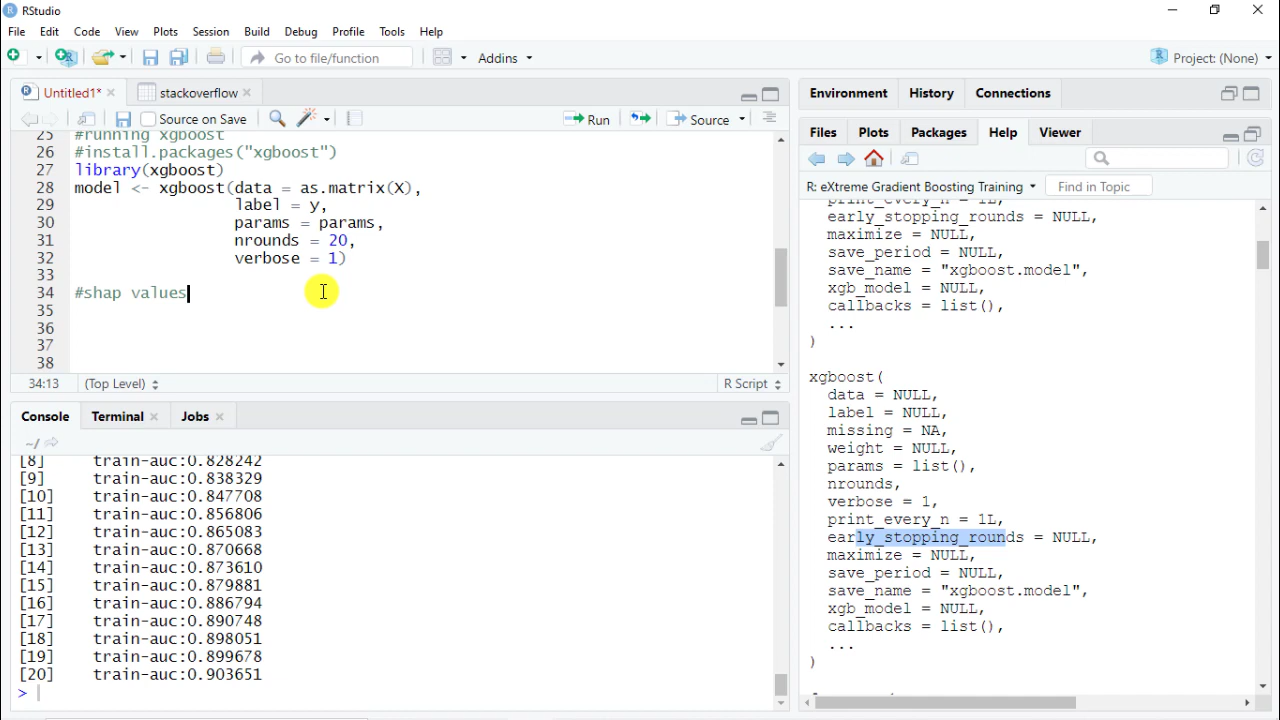 RStudio
File Edit Code View Plots Session Build Debug Profile Tools Help
Go to file/function Addins Project: (None)
Untitled1* stackoverflow
Source on Save Run Source
25 #running xgboost
26 #install.packages("xgboost")
27 library(xgboost)
28 model <- xgboost(data = as.matrix(X),
29 label = y,
30 params = params,
31 nrounds = 20,
32 verbose = 1)
33
34 #shap values
35
36
37
38
34:13 (Top Level) R Script
Console Terminal Jobs
~/
[8] train-auc:0.828242
[9] train-auc:0.838329
[10] train-auc:0.847708
[11] train-auc:0.856806
[12] train-auc:0.865083
[13] train-auc:0.870668
[14] train-auc:0.873610
[15] train-auc:0.879881
[16] train-auc:0.886794
[17] train-auc:0.890748
[18] train-auc:0.898051
[19] train-auc:0.899678
[20] train-auc:0.903651
>
Environment History Connections
Files Plots Packages Help Viewer
R: eXtreme Gradient Boosting Training Find in Topic
print_every_n = 1L,
early_stopping_rounds = NULL,
maximize = NULL,
save_period = NULL,
save_name = "xgboost.model",
xgb_model = NULL,
callbacks = list(),
...
)
xgboost(
data = NULL,
label = NULL,
missing = NA,
weight = NULL,
params = list(),
nrounds,
verbose = 1,
print_every_n = 1L,
early_stopping_rounds = NULL,
maximize = NULL,
save_period = NULL,
save_name = "xgboost.model",
xgb_model = NULL,
callbacks = list(),
...
)